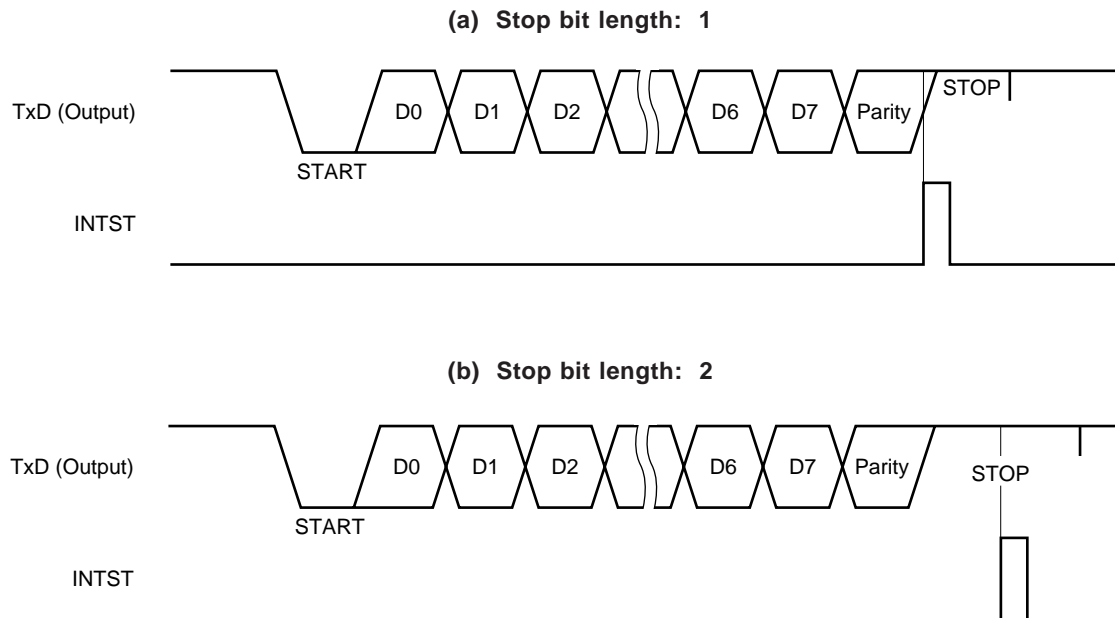 (a) Stop bit length: 1
STOP
TxD (Output) D0 D1 D2 D6 D7 Parity
START
INTST
(b) Stop bit length: 2
TxD (Output) D0 D1 D2 D6 D7 Parity STOP
START
INTST